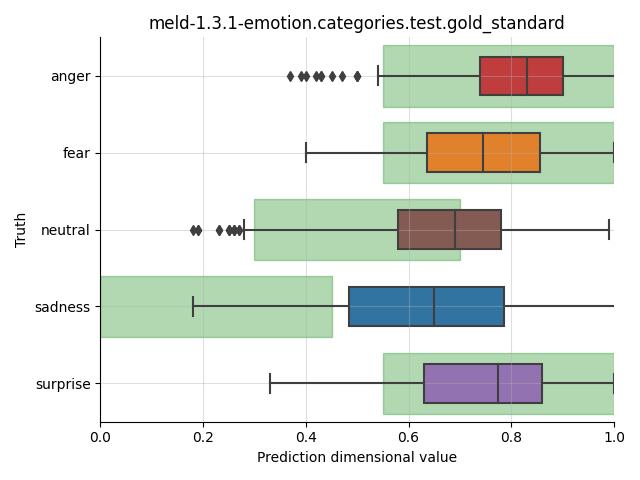 meld-1.3.1-emotion.categories.test.gold_standard
anger
fear
neutral
sadness
surprise
Truth
0.0 0.2 0.4 0.6 0.8 1.0
Prediction dimensional value